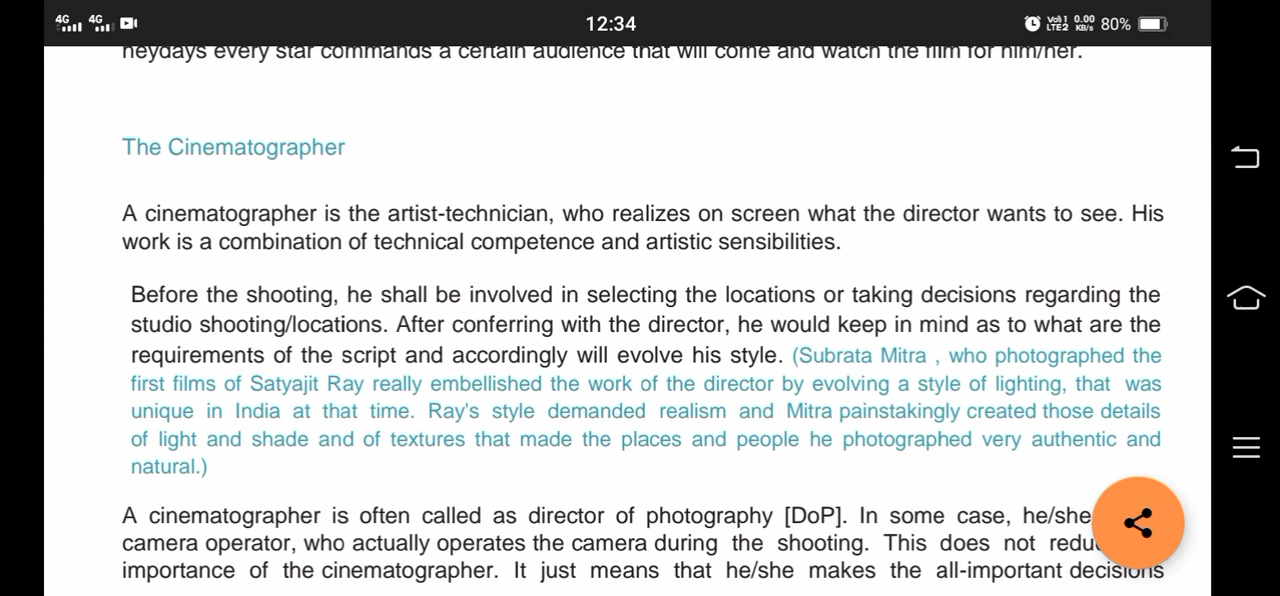 4G 4G 12:34 Vo)) 1 LTE2 0.00 KB/s 80%
heydays every star commands a certain audience that will come and watch the film for him/her.
The Cinematographer
A cinematographer is the artist-technician, who realizes on screen what the director wants to see. His
work is a combination of technical competence and artistic sensibilities.
Before the shooting, he shall be involved in selecting the locations or taking decisions regarding the
studio shooting/locations. After conferring with the director, he would keep in mind as to what are the
requirements of the script and accordingly will evolve his style. (Subrata Mitra , who photographed the
first films of Satyajit Ray really embellished the work of the director by evolving a style of lighting, that was
unique in India at that time. Ray's style demanded realism and Mitra painstakingly created those details
of light and shade and of textures that made the places and people he photographed very authentic and
natural.)
A cinematographer is often called as director of photography [DoP]. In some case, he/she
camera operator, who actually operates the camera during the shooting. This does not
importance of the cinematographer. It just means that he/she makes the all-important decisions